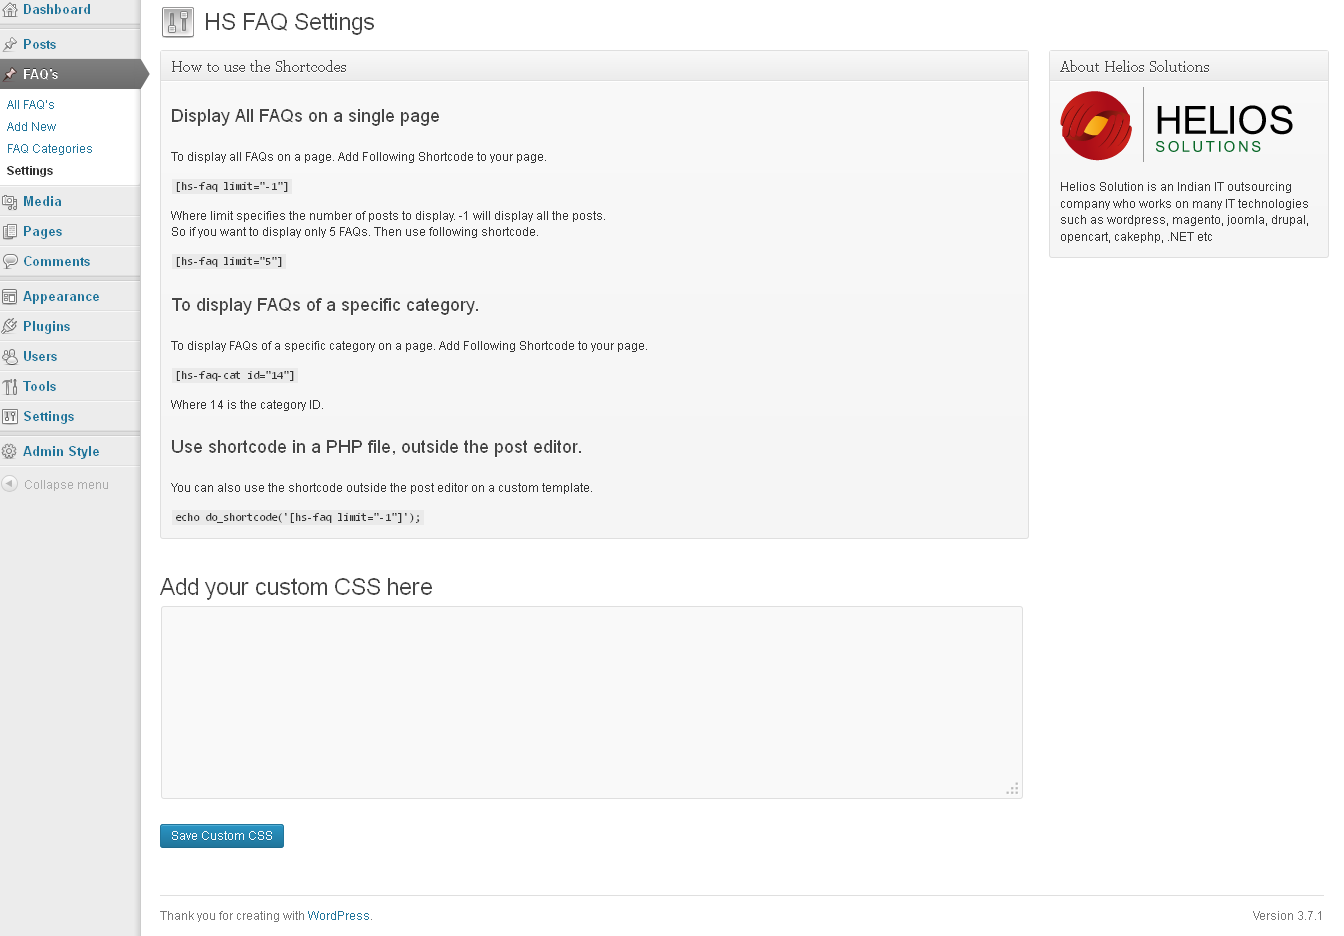 Dashboard
Posts
FAQ's
All FAQ's
Add New
FAQ Categories
Settings
Media
Pages
Comments
Appearance
Plugins
Users
Tools
Settings
Admin Style
Collapse menu
HS FAQ Settings
How to use the Shortcodes
Display All FAQs on a single page
To display all FAQs on a page. Add Following Shortcode to your page.
[hs-faq limit="-1"]
Where limit specifies the number of posts to display. -1 will display all the posts.
So if you want to display only 5 FAQs. Then use following shortcode.
[hs-faq limit="5"]
To display FAQs of a specific category.
To display FAQs of a specific category on a page. Add Following Shortcode to your page.
[hs-faq-cat id="14"]
Where 14 is the category ID.
Use shortcode in a PHP file, outside the post editor.
You can also use the shortcode outside the post editor on a custom template.
echo do_shortcode('[hs-faq limit="-1"]');
Add your custom CSS here
Save Custom CSS
About Helios Solutions
HELIOS
SOLUTIONS
Helios Solution is an Indian IT outsourcing
company who works on many IT technologies
such as wordpress, magento, joomla, drupal,
opencart, cakephp, .NET etc
Thank you for creating with WordPress.
Version 3.7.1